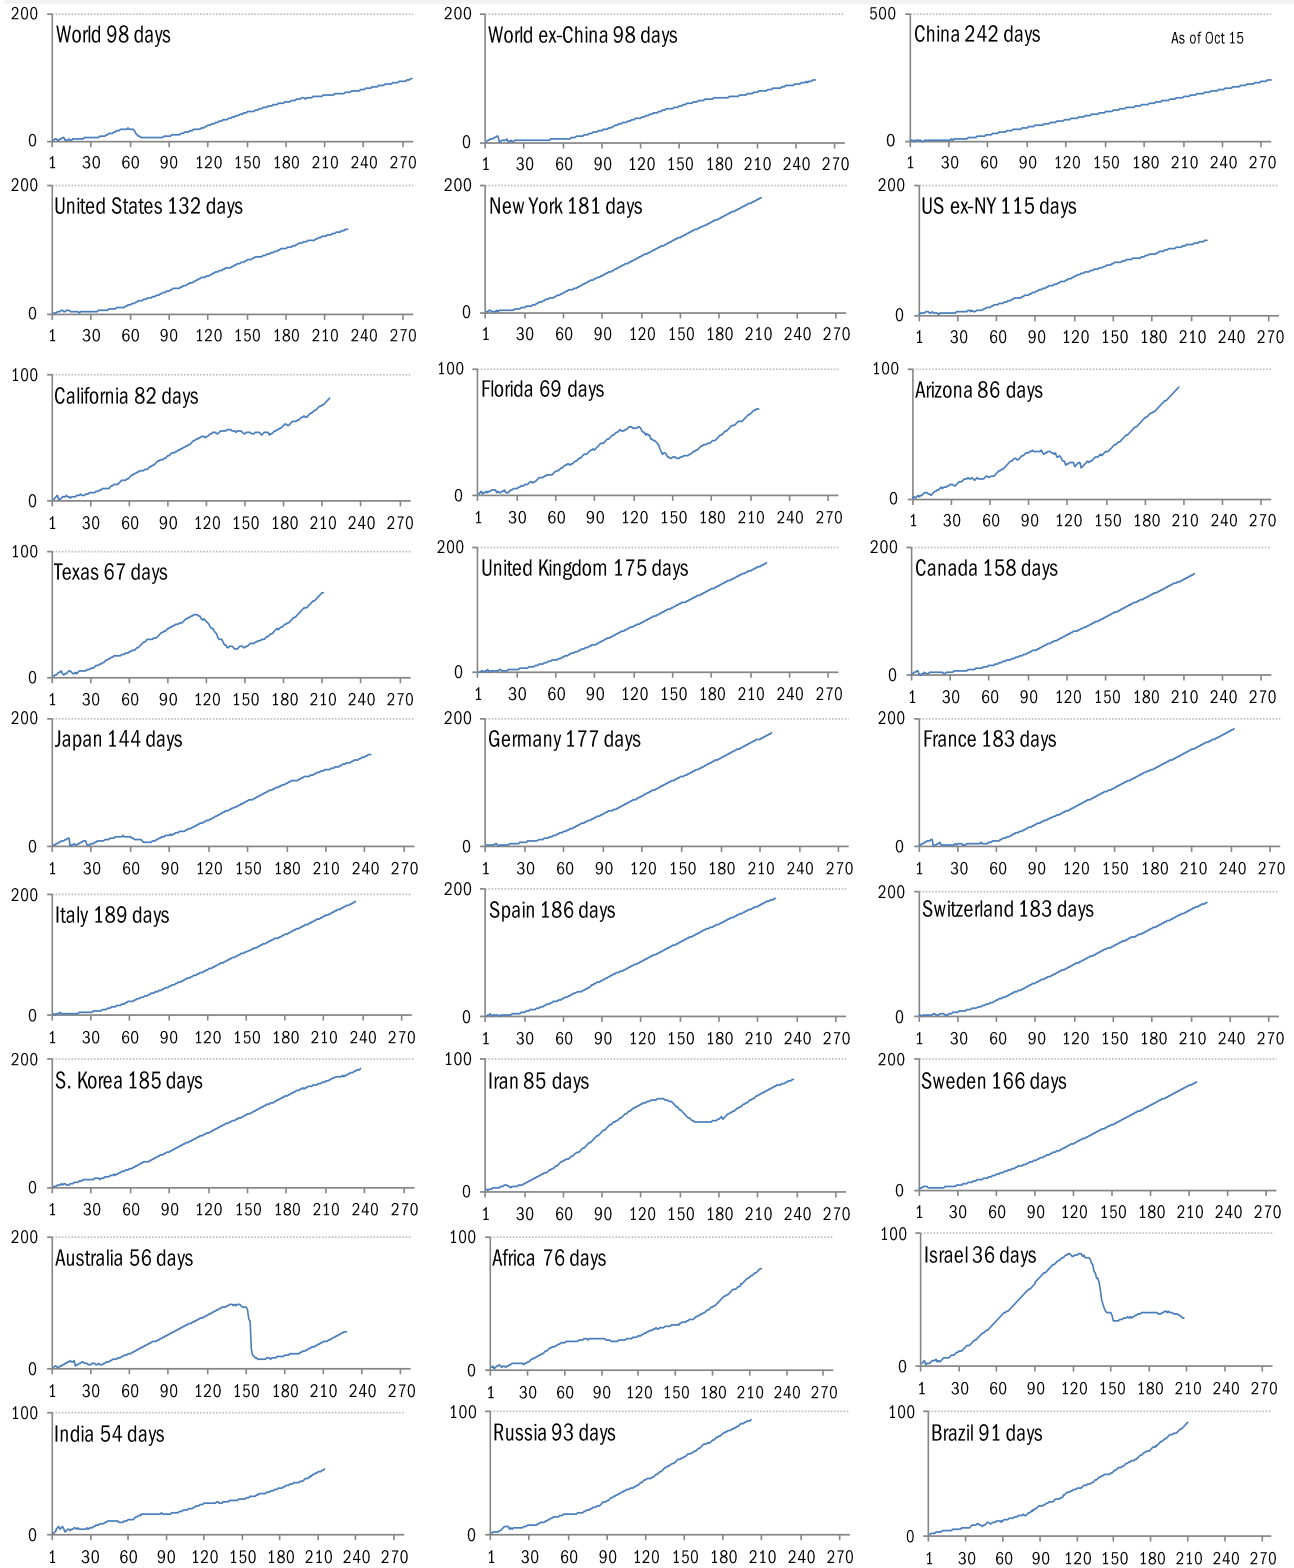 200
World 98 days
0
1 30 60 90 120 150 180 210 240 270
200
World ex-China 98 days
0
1 30 60 90 120 150 180 210 240 270
500
China 242 days
As of Oct 15
0
1 30 60 90 120 150 180 210 240 270
200
United States 132 days
0
1 30 60 90 120 150 180 210 240 270
200
New York 181 days
0
1 30 60 90 120 150 180 210 240 270
200
US ex-NY 115 days
0
1 30 60 90 120 150 180 210 240 270
100
California 82 days
0
1 30 60 90 120 150 180 210 240 270
100
Florida 69 days
0
1 30 60 90 120 150 180 210 240 270
100
Arizona 86 days
0
1 30 60 90 120 150 180 210 240 270
100
Texas 67 days
0
1 30 60 90 120 150 180 210 240 270
200
United Kingdom 175 days
0
1 30 60 90 120 150 180 210 240 270
200
Canada 158 days
0
1 30 60 90 120 150 180 210 240 270
200
Japan 144 days
0
1 30 60 90 120 150 180 210 240 270
200
Germany 177 days
0
1 30 60 90 120 150 180 210 240 270
200
France 183 days
0
1 30 60 90 120 150 180 210 240 270
200
Italy 189 days
0
1 30 60 90 120 150 180 210 240 270
200
Spain 186 days
0
1 30 60 90 120 150 180 210 240 270
200
Switzerland 183 days
0
1 30 60 90 120 150 180 210 240 270
200
S. Korea 185 days
0
1 30 60 90 120 150 180 210 240 270
100
Iran 85 days
0
1 30 60 90 120 150 180 210 240 270
200
Sweden 166 days
0
1 30 60 90 120 150 180 210 240 270
200
Australia 56 days
0
1 30 60 90 120 150 180 210 240 270
100
Africa 76 days
0
1 30 60 90 120 150 180 210 240 270
100
Israel 36 days
0
1 30 60 90 120 150 180 210 240 270
100
India 54 days
0
1 30 60 90 120 150 180 210 240 270
100
Russia 93 days
0
1 30 60 90 120 150 180 210 240 270
100
Brazil 91 days
0
1 30 60 90 120 150 180 210 240 270